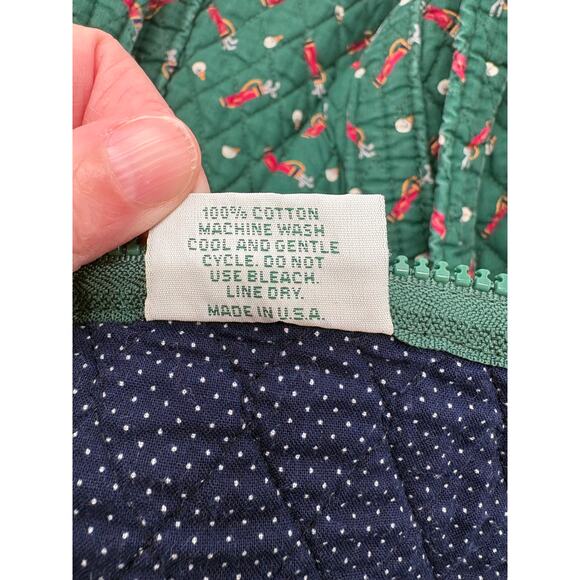 100% COTTON
MACHINE WASH
COOL AND GENTLE
CYCLE. DO NOT
USE BLEACH.
LINE DRY.
MADE IN U.S.A.